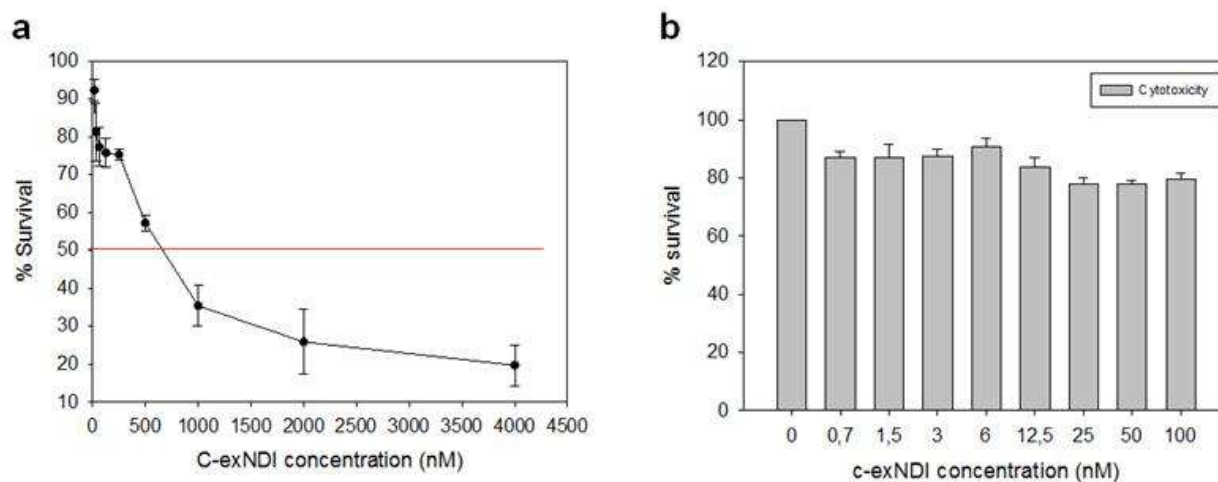 a
100
90
80
70
60
50
40
30
20
10
% Survival
0 500 1000 1500 2000 2500 3000 3500 4000 4500
C-exNDI concentration (nM)
b
120
100
80
60
40
20
0
% survival
Cytotoxicity
0 0,7 1,5 3 6 12,5 25 50 100
c-exNDI concentration (nM)